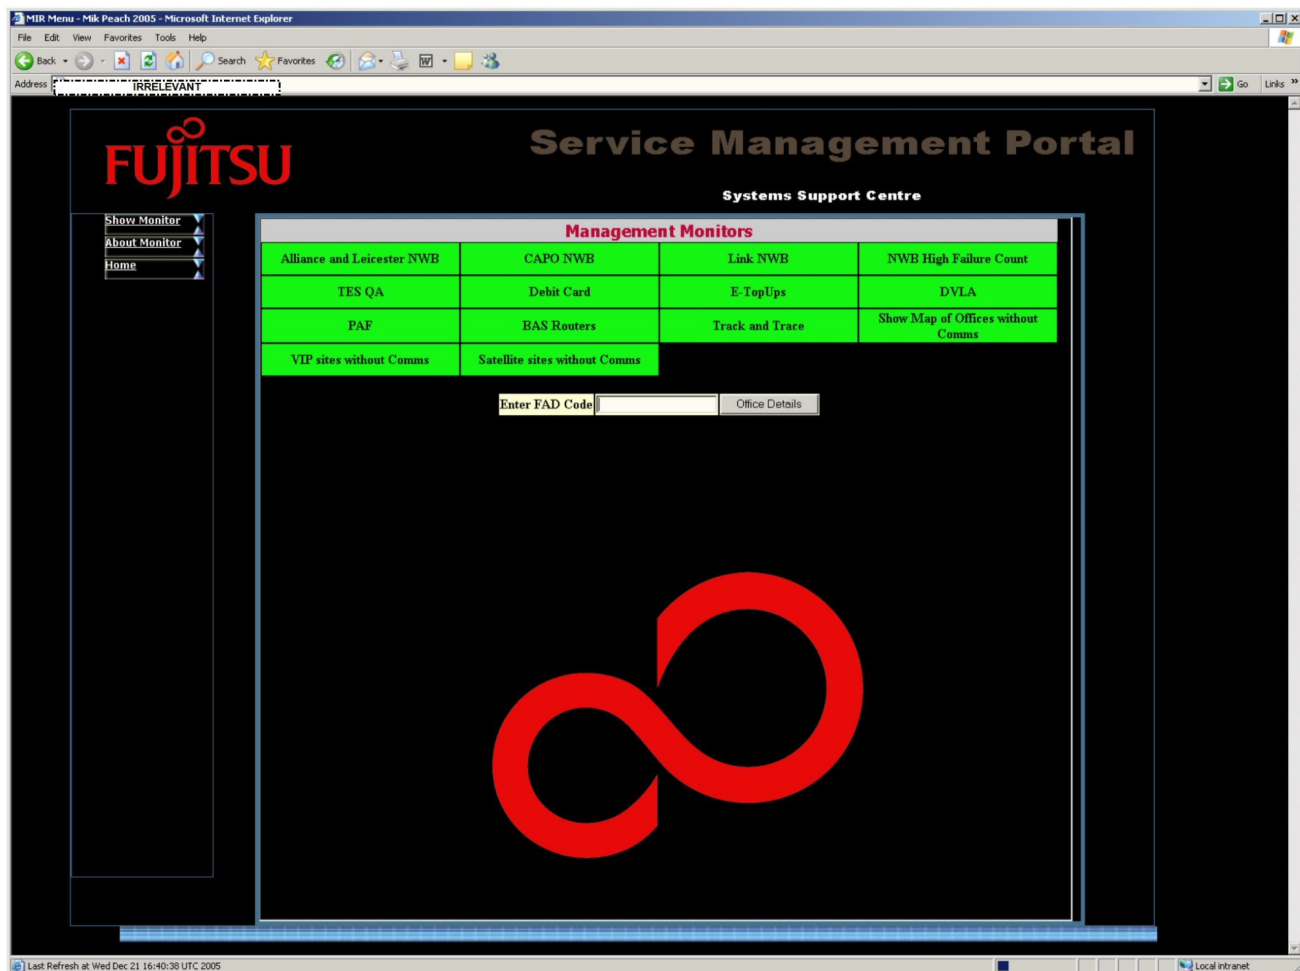 MIR Menu - Mik Peach 2005 - Microsoft Internet Explorer
File Edit View Favorites Tools Help
Back Search Favorites
Address IRRELEVANT Go Links »
FUJITSU
Service Management Portal
Systems Support Centre
Show Monitor
About Monitor
Home
Management Monitors
Alliance and Leicester NWB CAPO NWB Link NWB NWB High Failure Count
TES QA Debit Card E-TopUps DVLA
PAF BAS Routers Track and Trace Show Map of Offices without
Comms
VIP sites without Comms Satellite sites without Comms
Enter FAD Code Office Details
Last Refresh at Wed Dec 21 16:40:38 UTC 2005 Local intranet